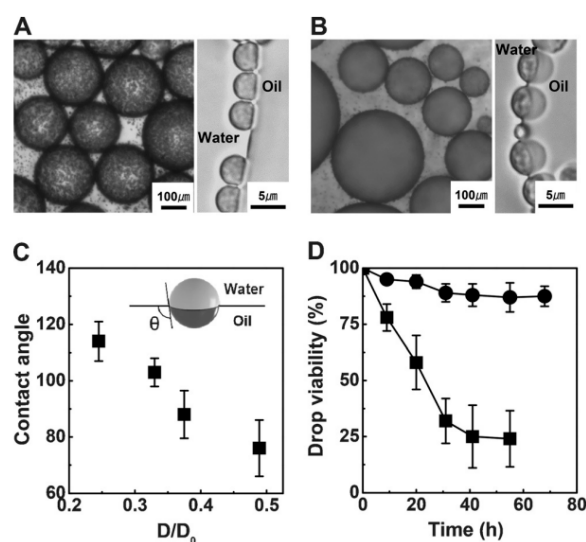 A
Water
Oil
100㎛
5㎛
B
Water
Oil
100㎛
5㎛
C
140
120
100
80
60
Contact angle
Water
Oil
θ
0.2
0.3
0.4
0.5
D/D₀
D
100
75
50
25
0
Drop viability (%)
0
20
40
60
80
Time (h)